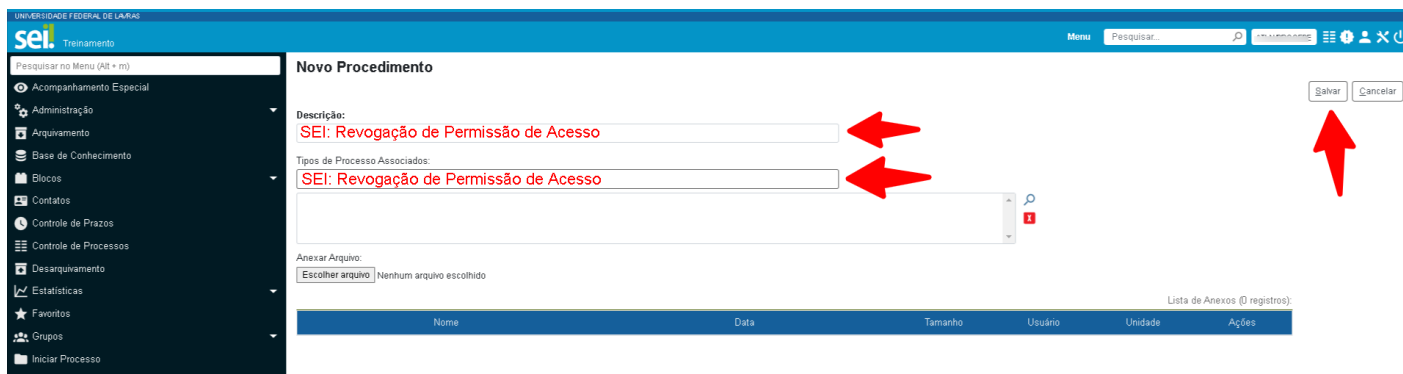 UNIVERSIDADE FEDERAL DE LAVRAS
sei! Treinamento
Menu Pesquisar...
Pesquisar no Menu (Alt + m)
Acompanhamento Especial
Administração
Arquivamento
Base de Conhecimento
Blocos
Contatos
Controle de Prazos
Controle de Processos
Desarquivamento
Estatísticas
Favoritos
Grupos
Iniciar Processo
Novo Procedimento
Salvar Cancelar
Descrição:
SEI: Revogação de Permissão de Acesso
Tipos de Processo Associados:
SEI: Revogação de Permissão de Acesso
Anexar Arquivo:
Escolher arquivo Nenhum arquivo escolhido
Lista de Anexos (0 registros):
Nome Data Tamanho Usuário Unidade Ações